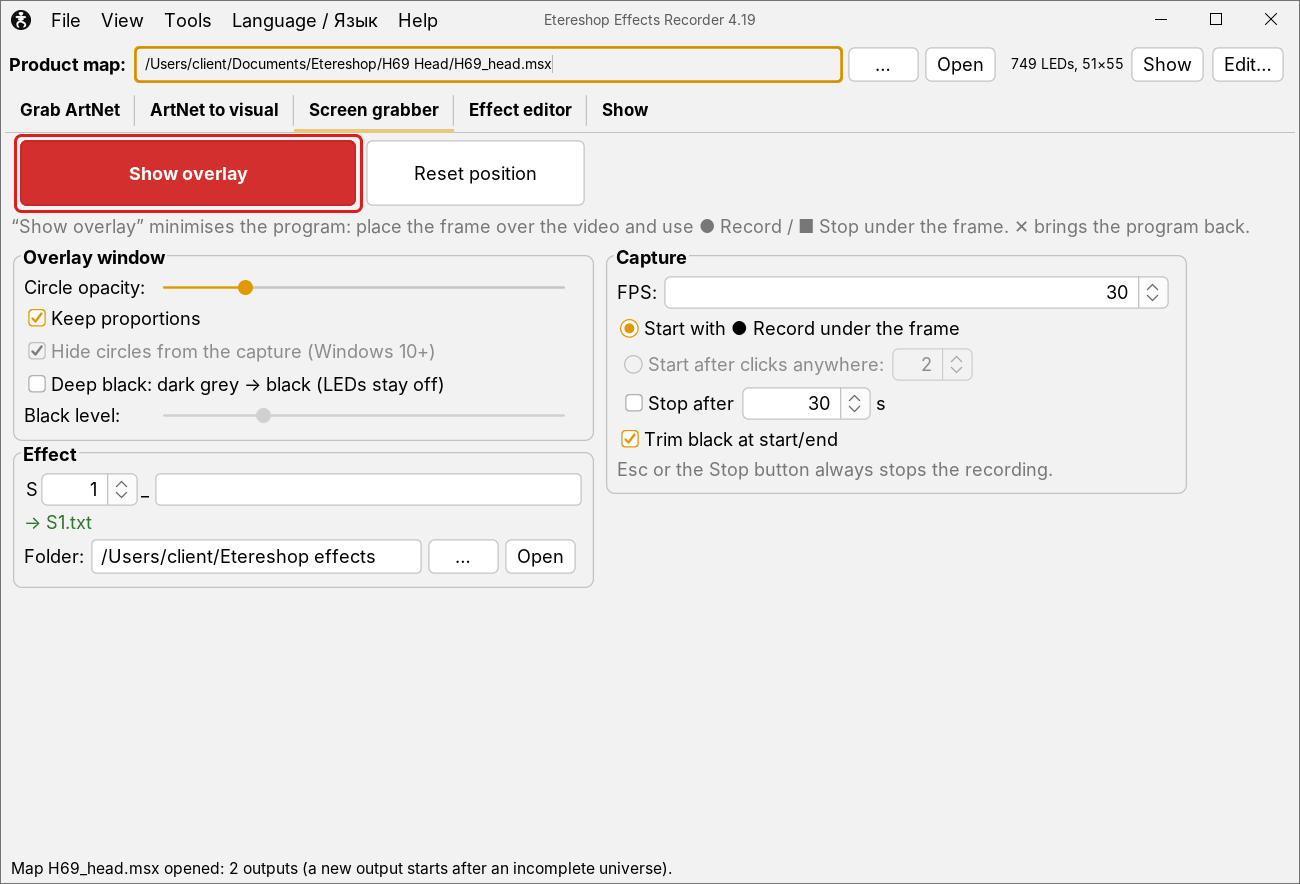 File View Tools Language / Язык Help Etereshop Effects Recorder 4.19
Product map: /Users/client/Documents/Etereshop/H69 Head/H69_head.msx ... Open 749 LEDs, 51×55 Show Edit...
Grab ArtNet ArtNet to visual Screen grabber Effect editor Show
Show overlay Reset position
“Show overlay” minimises the program: place the frame over the video and use ● Record / ■ Stop under the frame. ✕ brings the program back.
Overlay window
Circle opacity:
Keep proportions
Hide circles from the capture (Windows 10+)
Deep black: dark grey → black (LEDs stay off)
Black level:
Effect
S 1 _
→ S1.txt
Folder: /Users/client/Etereshop effects ... Open
Capture
FPS: 30
Start with ● Record under the frame
Start after clicks anywhere: 2
Stop after 30 s
Trim black at start/end
Esc or the Stop button always stops the recording.
Map H69_head.msx opened: 2 outputs (a new output starts after an incomplete universe).